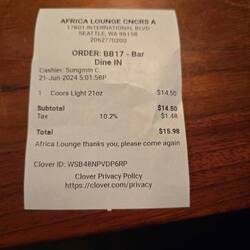 AFRICA LOUNGE CNCRS A
17801 INTERNATIONAL BLVD
SEATTLE, WA 98158
2062770200
ORDER: BB17 - Bar
Dine IN
Cashier: Sungmin C.
21-Jun-2024 5:01:58P
1 Coors Light 21oz $14.50
Subtotal $14.50
Tax 10.2% $1.48
Total $15.98
Africa Lounge thanks you, please come again
Clover ID: WSB48NPVDP6RP
Clover Privacy Policy
https://clover.com/privacy